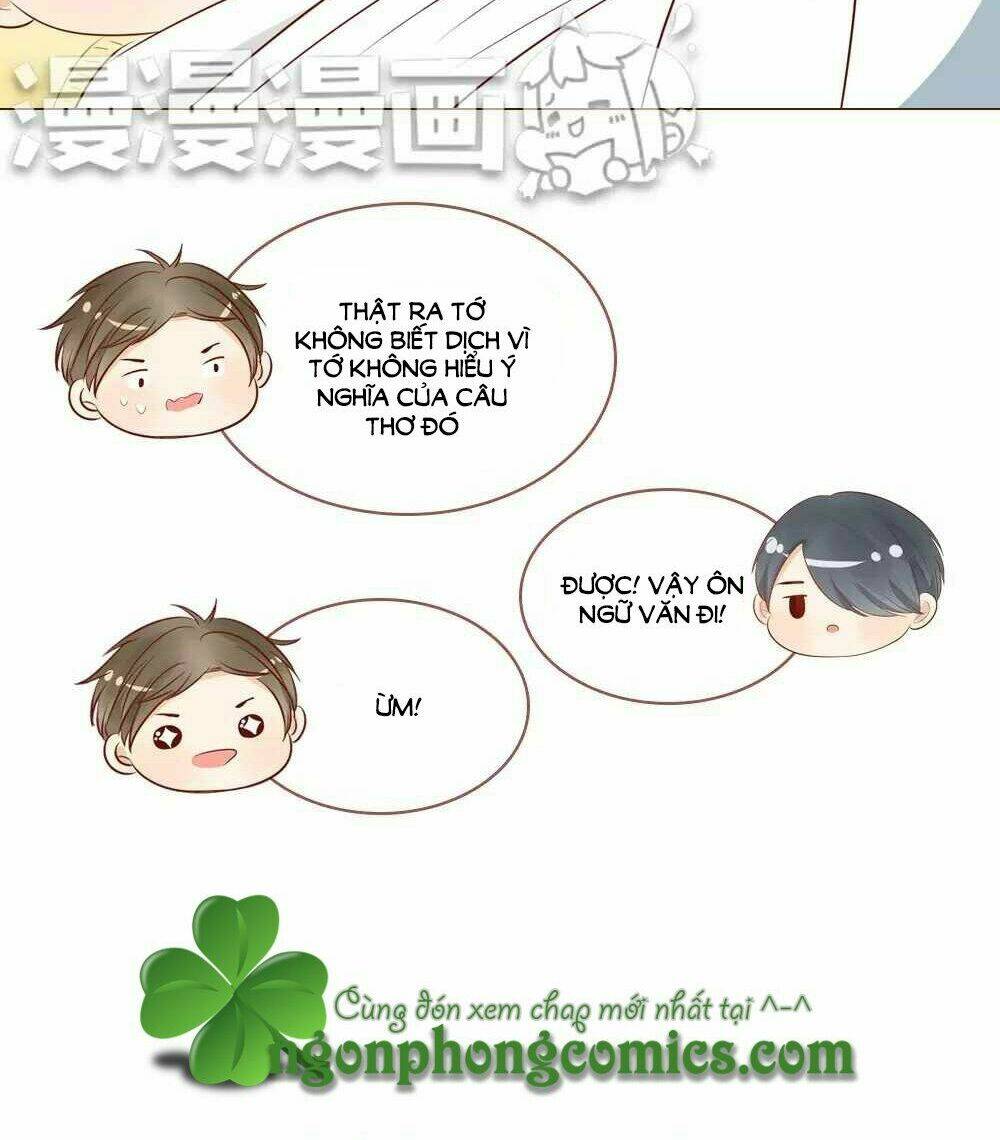 漫漫漫画
THẬT RA TỚ
KHÔNG BIẾT DỊCH VÌ
TỚ KHÔNG HIỂU Ý
NGHĨA CỦA CÂU
THƠ ĐÓ
ĐƯỢC! VẬY ÔN
NGỮ VĂN ĐI!
ỪM!
Cùng đón xem chap mới nhất tại ^-^
ngonphongcomics.com